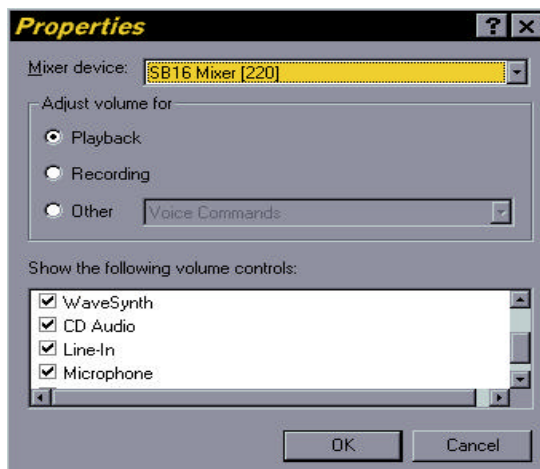 Properties
Mixer device: SB16 Mixer [220]
Adjust volume for
Playback
Recording
Other Voice Commands
Show the following volume controls:
WaveSynth
CD Audio
Line-In
Microphone
OK Cancel